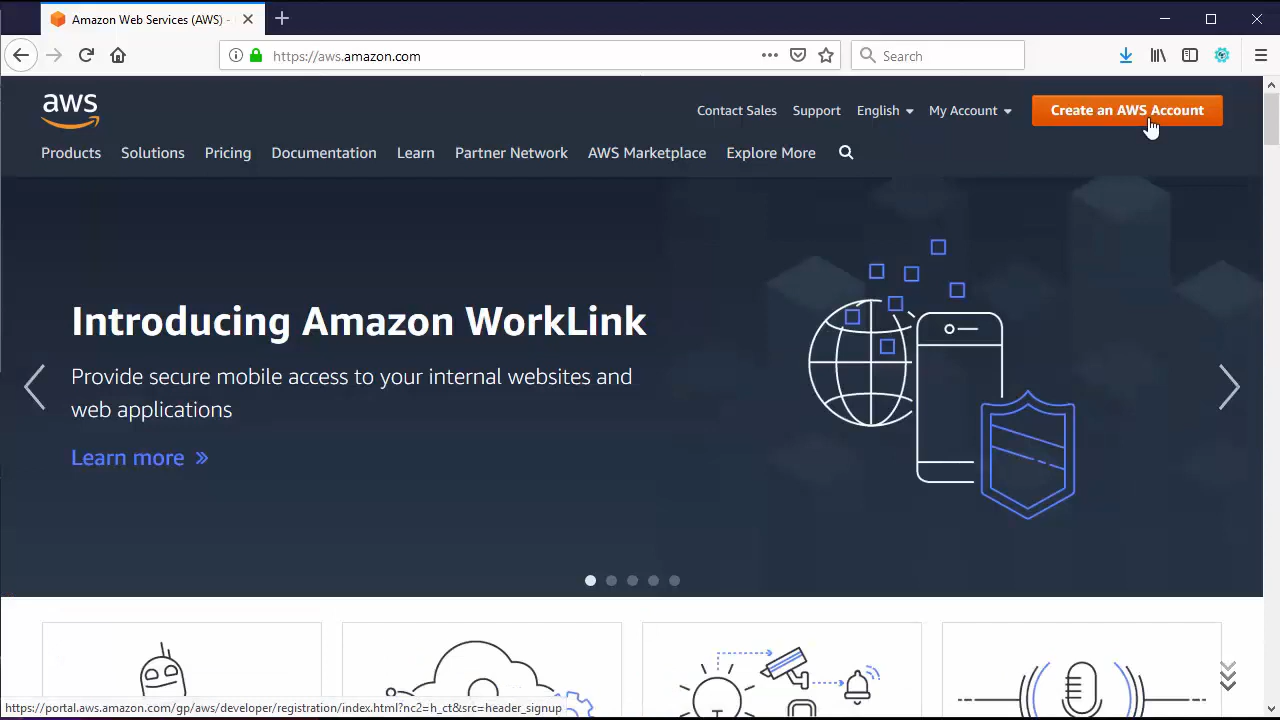 Amazon Web Services (AWS) -
https://aws.amazon.com
Search
aws
Contact Sales
Support
English
My Account
Create an AWS Account
Products
Solutions
Pricing
Documentation
Learn
Partner Network
AWS Marketplace
Explore More
Introducing Amazon WorkLink
Provide secure mobile access to your internal websites and
web applications
Learn more »
https://portal.aws.amazon.com/gp/aws/developer/registration/index.html?nc2=h_ct&src=header_signup